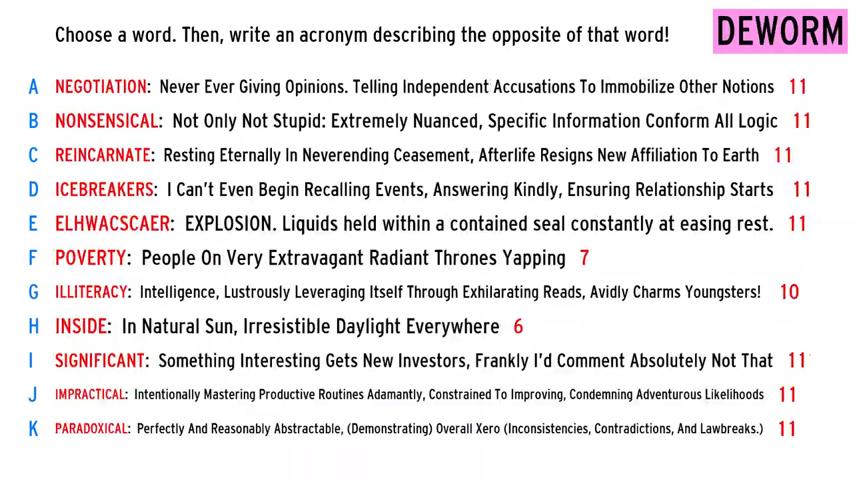 Choose a word. Then, write an acronym describing the opposite of that word!
DEWORM
A NEGOTIATION: Never Ever Giving Opinions. Telling Independent Accusations To Immobilize Other Notions 11
B NONSENSICAL: Not Only Not Stupid: Extremely Nuanced, Specific Information Conform All Logic 11
C REINCARNATE: Resting Eternally In Neverending Ceasement, Afterlife Resigns New Affiliation To Earth 11
D ICEBREAKERS: I Can't Even Begin Recalling Events, Answering Kindly, Ensuring Relationship Starts 11
E ELHWACSCAER: EXPLOSION. Liquids held within a contained seal constantly at easing rest. 11
F POVERTY: People On Very Extravagant Radiant Thrones Yapping 7
G ILLITERACY: Intelligence, Lustrously Leveraging Itself Through Exhilarating Reads, Avidly Charms Youngsters! 10
H INSIDE: In Natural Sun, Irresistible Daylight Everywhere 6
I SIGNIFICANT: Something Interesting Gets New Investors, Frankly I'd Comment Absolutely Not That 11
J IMPRACTICAL: Intentionally Mastering Productive Routines Adamantly, Constrained To Improving, Condemning Adventurous Likelihoods 11
K PARADOXICAL: Perfectly And Reasonably Abstractable, (Demonstrating) Overall Xero (Inconsistencies, Contradictions, And Lawbreaks.) 11